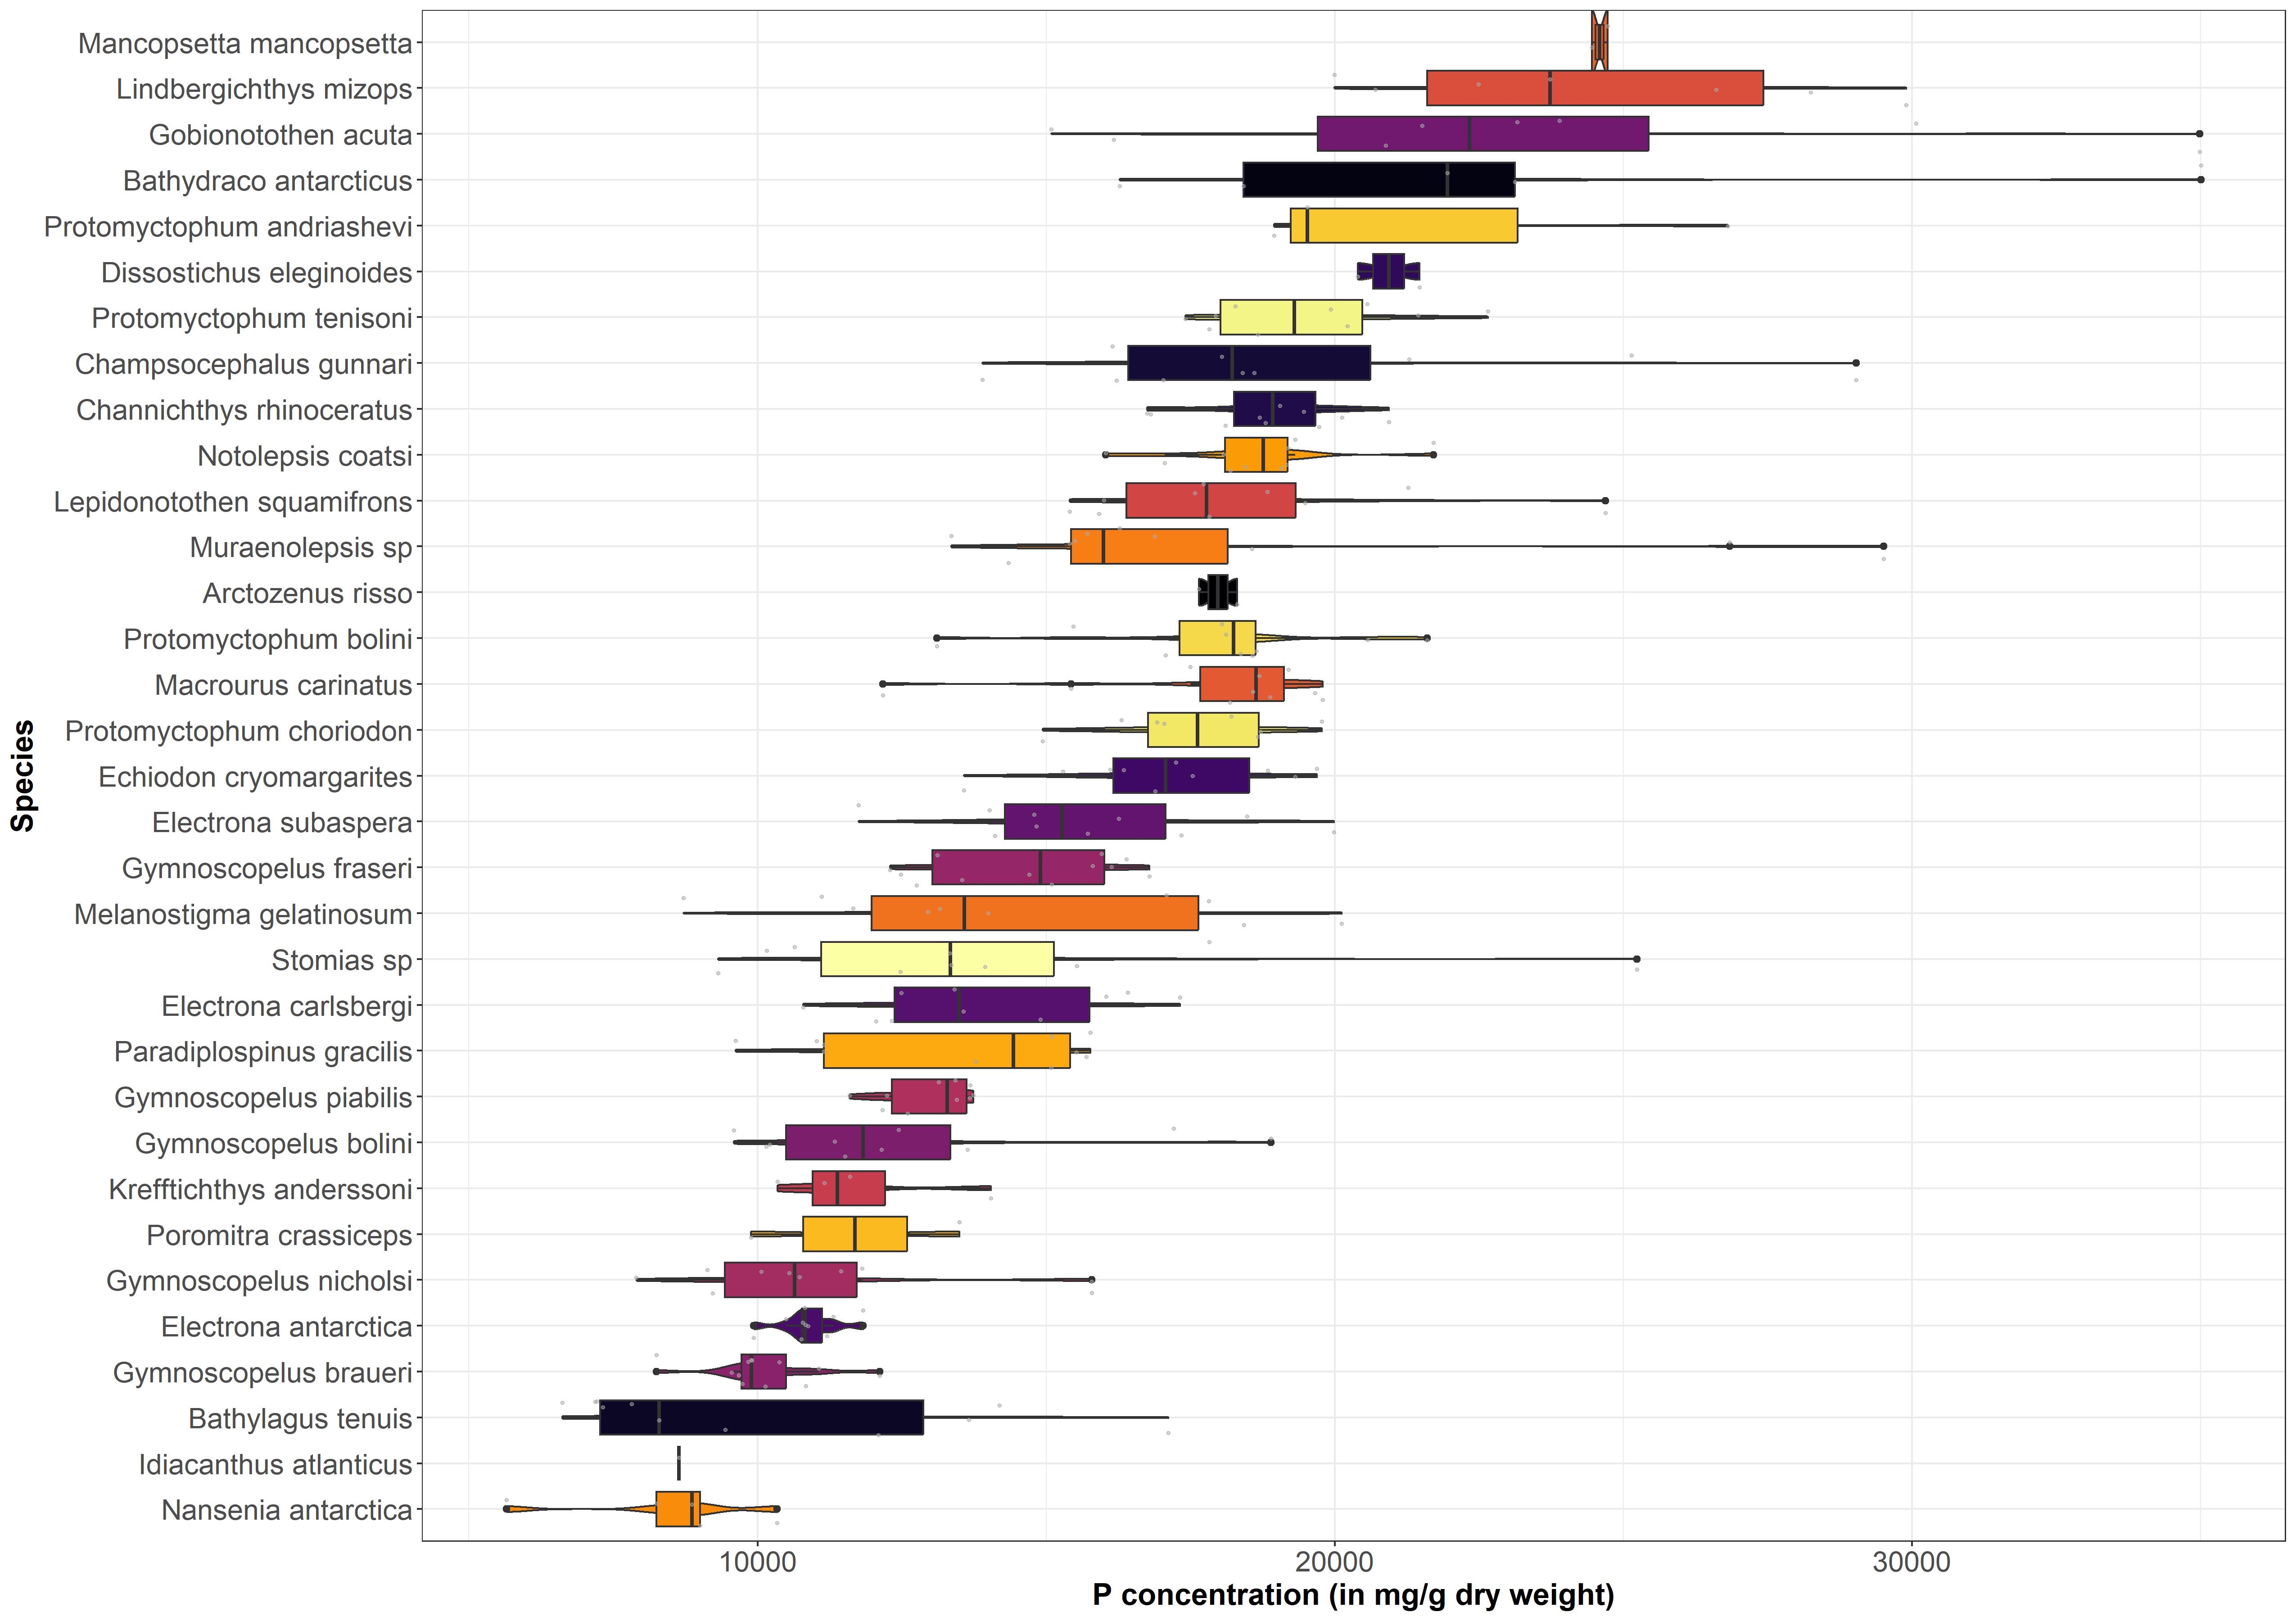 Mancopsetta mancopsetta
Lindbergichthys mizops
Gobionotothen acuta
Bathydraco antarcticus
Protomyctophum andriashevi
Dissostichus eleginoides
Protomyctophum tenisoni
Champsocephalus gunnari
Channichthys rhinoceratus
Notolepsis coatsi
Lepidonotothen squamifrons
Muraenolepsis sp
Arctozenus risso
Protomyctophum bolini
Macrourus carinatus
Protomyctophum choriodon
Echiodon cryomargarites
Electrona subaspera
Gymnoscopelus fraseri
Melanostigma gelatinosum
Stomias sp
Electrona carlsbergi
Paradiplospinus gracilis
Gymnoscopelus piabilis
Gymnoscopelus bolini
Krefftichthys anderssoni
Poromitra crassiceps
Gymnoscopelus nicholsi
Electrona antarctica
Gymnoscopelus braueri
Bathylagus tenuis
Idiacanthus atlanticus
Nansenia antarctica
Species
10000 20000 30000
P concentration (in mg/g dry weight)